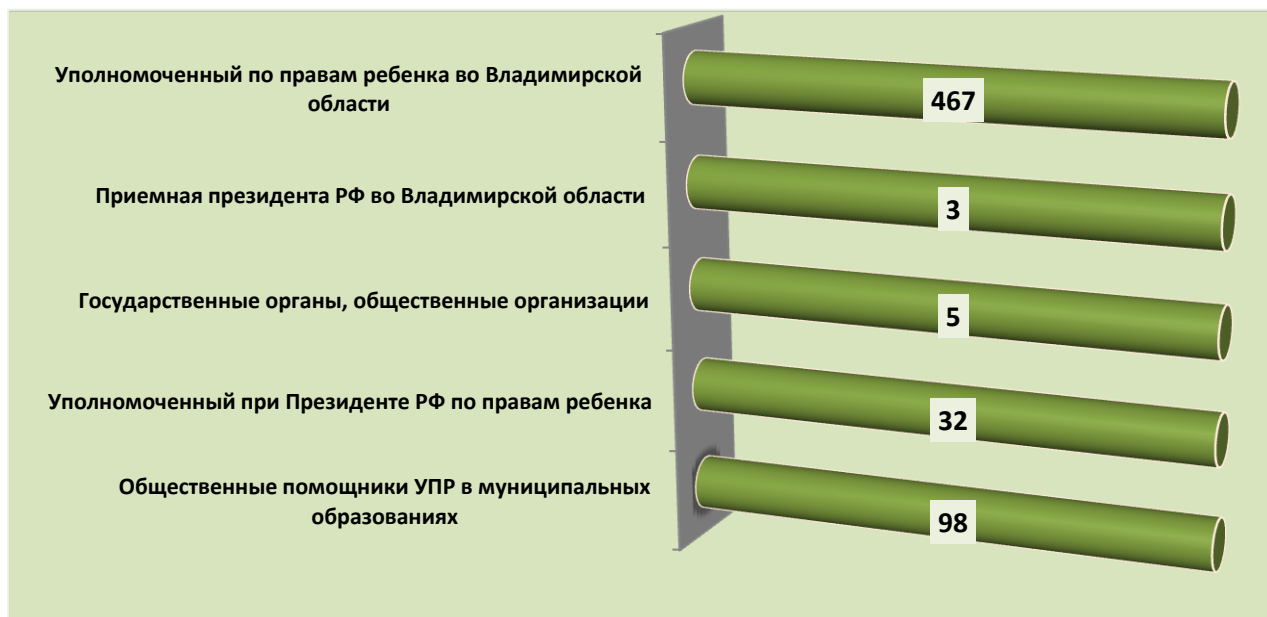 Уполномоченный по правам ребенка во Владимирской
области
467
Приемная президента РФ во Владимирской области
3
Государственные органы, общественные организации
5
Уполномоченный при Президенте РФ по правам ребенка
32
Общественные помощники УПР в муниципальных
образованиях
98